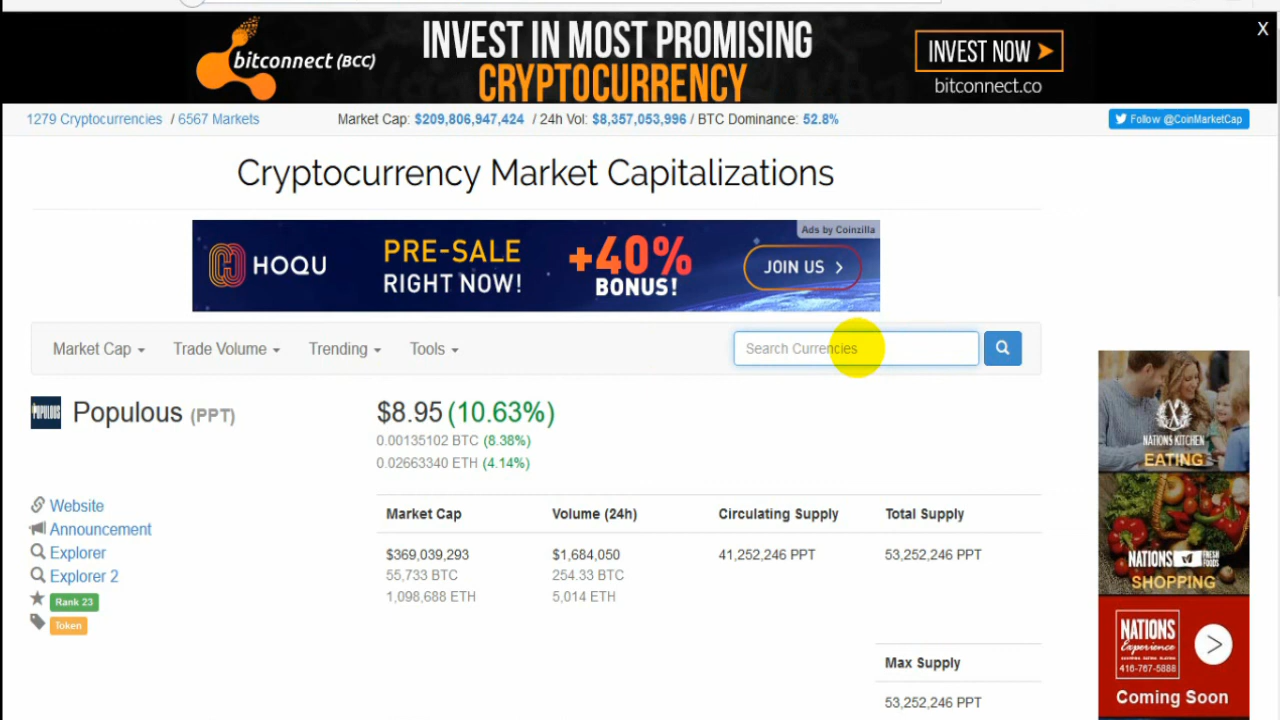 bitconnect (BCC)
INVEST IN MOST PROMISING
CRYPTOCURRENCY
INVEST NOW
bitconnect.co
X
1279 Cryptocurrencies / 6567 Markets
Market Cap: $209,806,947,424 / 24h Vol: $8,357,053,996 / BTC Dominance: 52.8%
Follow @CoinMarketCap
Cryptocurrency Market Capitalizations
Ads by Coinzilla
HOQU
PRE-SALE
RIGHT NOW!
+40%
BONUS!
JOIN US >
Market Cap
Trade Volume
Trending
Tools
Search Currencies
POPULOUS
Populous (PPT)
$8.95 (10.63%)
0.00135102 BTC (8.38%)
0.02663340 ETH (4.14%)
Website
Announcement
Explorer
Explorer 2
Rank 23
Token
Market Cap
Volume (24h)
Circulating Supply
Total Supply
$369,039,293
$1,684,050
41,252,246 PPT
53,252,246 PPT
55,733 BTC
254.33 BTC
1,098,688 ETH
5,014 ETH
Max Supply
53,252,246 PPT
NATIONS KITCHEN
EATING
NATIONS FRESH FOODS
SHOPPING
NATIONS
Experience
416-767-5888
Coming Soon